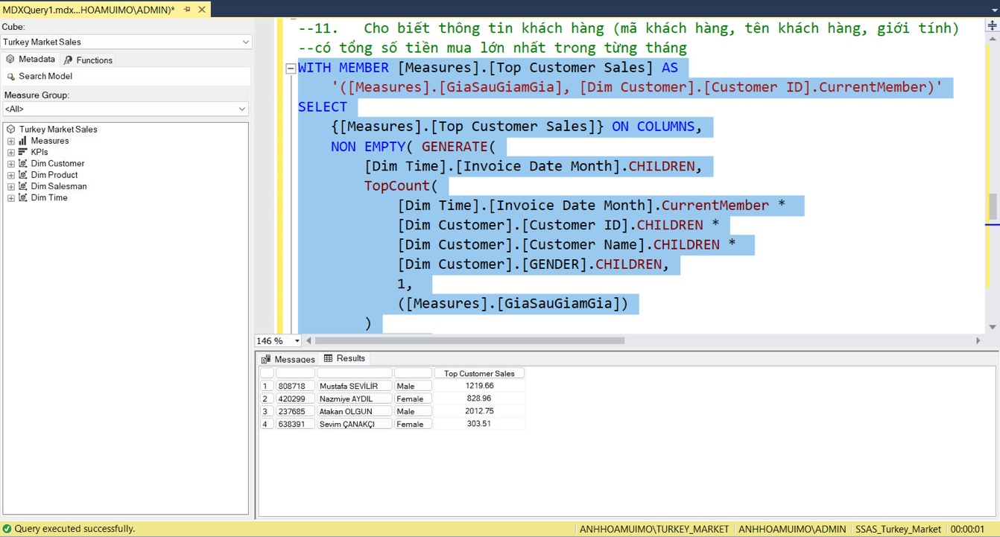 MDXQuery1.mdx...HOAMUIMO\ADMIN)*
Cube:
Turkey Market Sales
Metadata Functions
Search Model
Measure Group:
<All>
Turkey Market Sales
Measures
KPIs
Dim Customer
Dim Product
Dim Salesman
Dim Time
--11. Cho biết thông tin khách hàng (mã khách hàng, tên khách hàng, giới tính)
--có tổng số tiền mua lớn nhất trong từng tháng
WITH MEMBER [Measures].[Top Customer Sales] AS
'([Measures].[GiaSauGiamGia], [Dim Customer].[Customer ID].CurrentMember)'
SELECT
{[Measures].[Top Customer Sales]} ON COLUMNS,
NON EMPTY( GENERATE(
[Dim Time].[Invoice Date Month].CHILDREN,
TopCount(
[Dim Time].[Invoice Date Month].CurrentMember *
[Dim Customer].[Customer ID].CHILDREN *
[Dim Customer].[Customer Name].CHILDREN *
[Dim Customer].[GENDER].CHILDREN,
1,
([Measures].[GiaSauGiamGia])
)
146 %
Messages Results
Top Customer Sales
1 808718 Mustafa SEVİLİR Male 1219.66
2 420299 Nazmiye AYDIL Female 828.96
3 237685 Atakan OLGUN Male 2012.75
4 638391 Sevim ÇANAKÇI Female 303.51
Query executed successfully. ANHHOAMUIMO\TURKEY_MARKET ANHHOAMUIMO\ADMIN SSAS_Turkey_Market 00:00:01